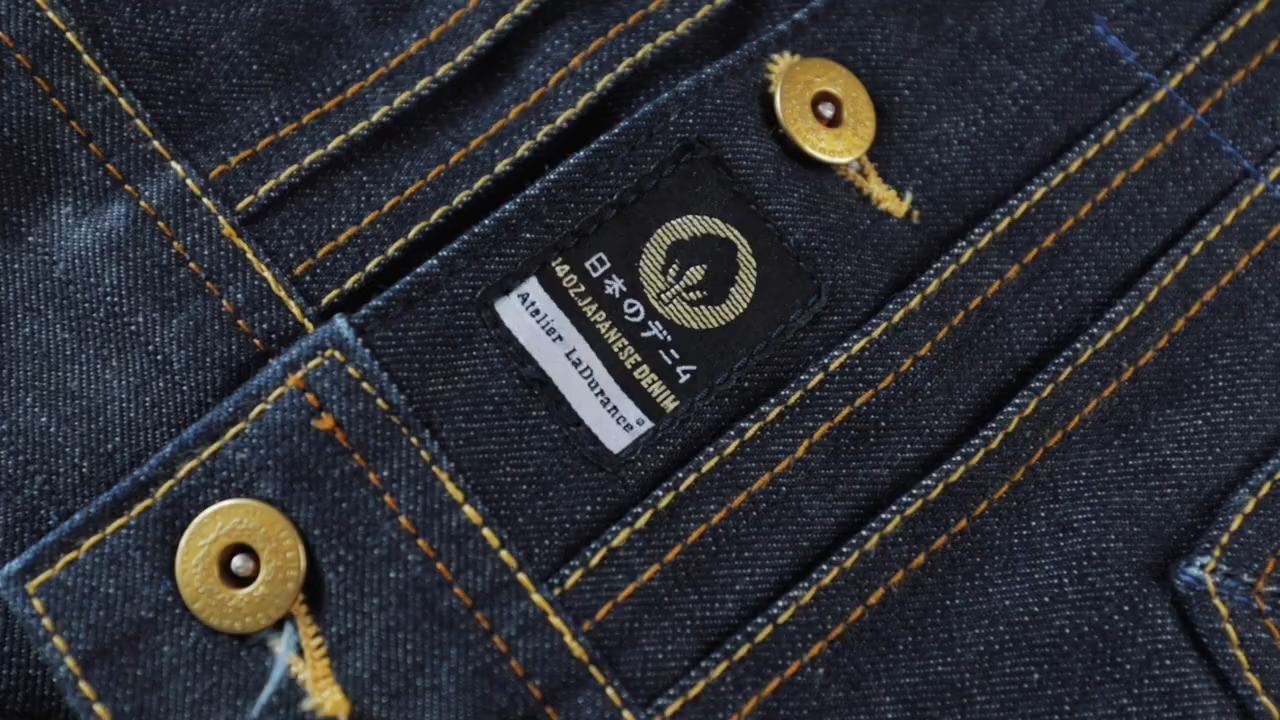 日本のデニム
14OZ.JAPANESE DENIM
Atelier LaDurance®